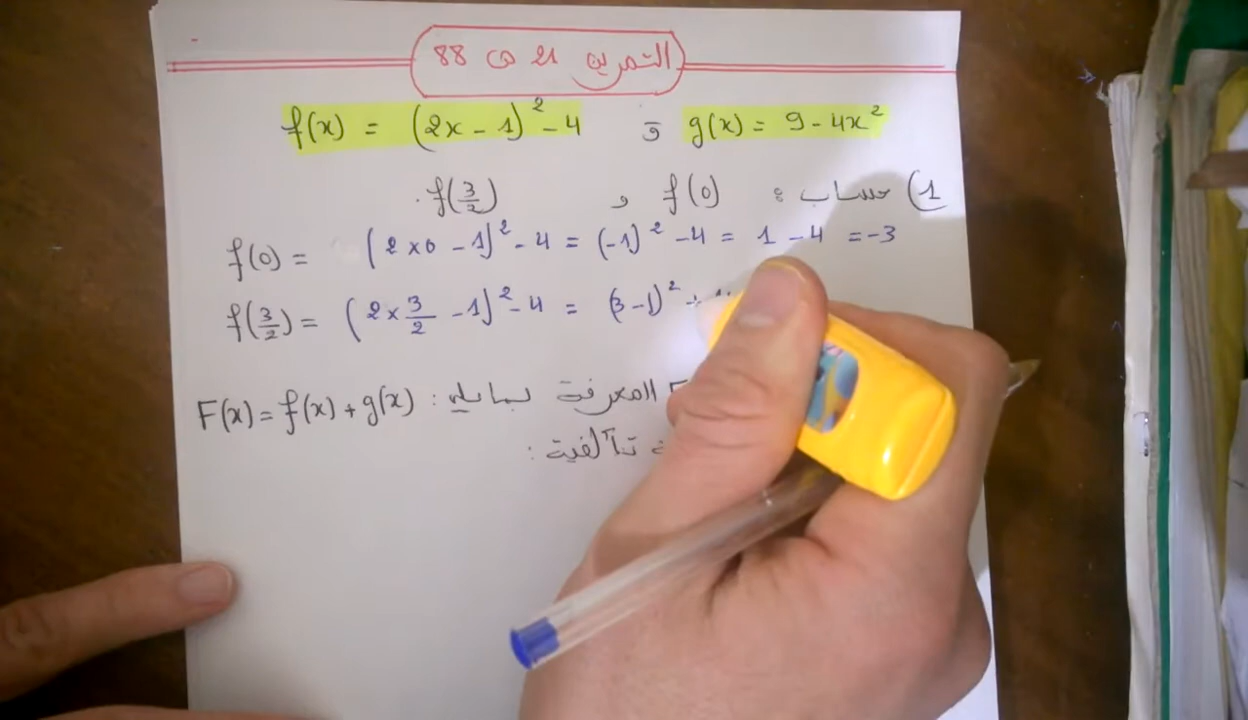 التمرين 21 ص 88
f(x) = (2x - 1)² - 4 و g(x) = 9 - 4x²
1) حساب : f(0) و f(3/2).
f(0) = (2×0 - 1)² - 4 = (-1)² - 4 = 1 - 4 = -3
f(3/2) = (2×3/2 - 1)² - 4 = (3-1)²
المعرفة بمايلي : F(x) = f(x) + g(x)
تآلفية :